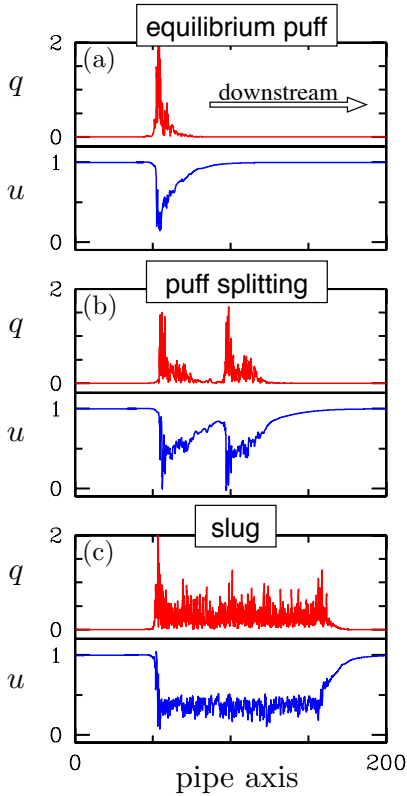 equilibrium puff
2
(a)
q
downstream
0
1
u
0
puff splitting
2
(b)
q
0
1
u
0
slug
2
(c)
q
0
1
u
0
0
200
pipe axis